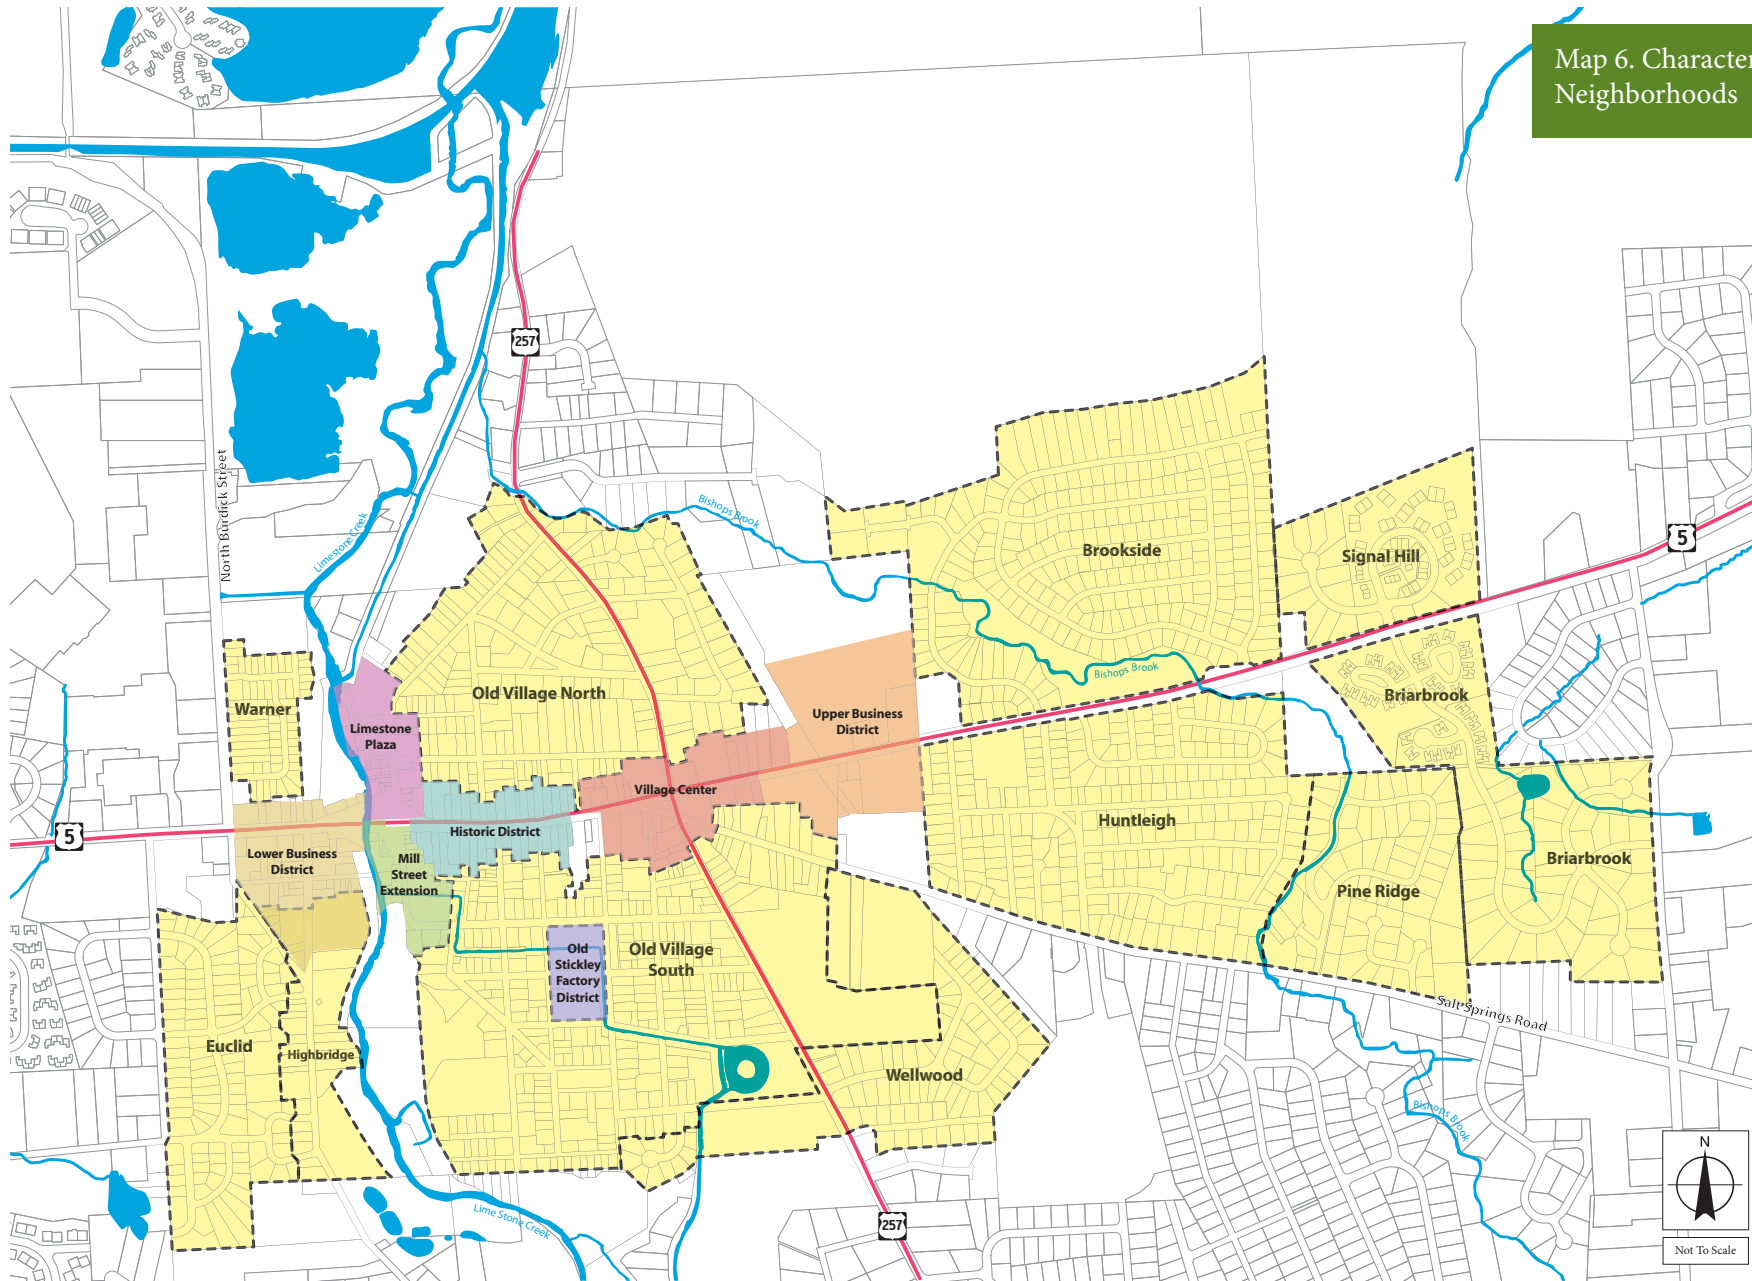 Map 6. Character
Neighborhoods
257
North Burdick Street
Limestone Creek
Bishops Brook
Brookside
Signal Hill
5
Bishops Brook
Old Village North
Warner
Limestone
Plaza
Upper Business
District
Briarbrook
Village Center
Historic District
Huntleigh
5
Lower Business
District
Mill
Street
Extension
Briarbrook
Pine Ridge
Old
Stickley
Factory
District
Old Village
South
Salt Springs Road
Euclid
Highbridge
Wellwood
Bishops Brook
Lime Stone Creek
257
N
Not To Scale